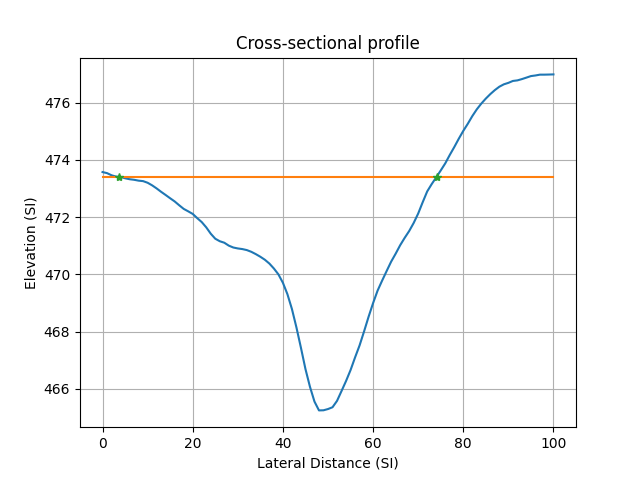 Cross-sectional profile
Elevation (SI)
476
474
472
470
468
466
0 20 40 60 80 100
Lateral Distance (SI)